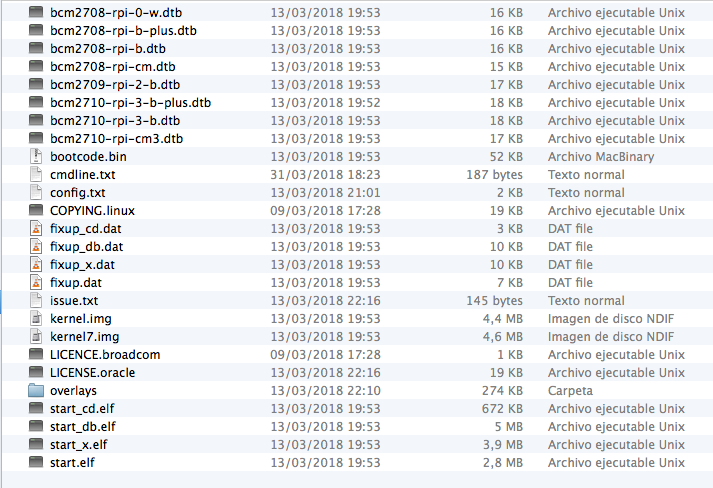 bcm2708-rpi-0-w.dtb 13/03/2018 19:53 16 KB Archivo ejecutable Unix
bcm2708-rpi-b-plus.dtb 13/03/2018 19:53 16 KB Archivo ejecutable Unix
bcm2708-rpi-b.dtb 13/03/2018 19:53 16 KB Archivo ejecutable Unix
bcm2708-rpi-cm.dtb 13/03/2018 19:53 15 KB Archivo ejecutable Unix
bcm2709-rpi-2-b.dtb 13/03/2018 19:53 17 KB Archivo ejecutable Unix
bcm2710-rpi-3-b-plus.dtb 13/03/2018 19:52 18 KB Archivo ejecutable Unix
bcm2710-rpi-3-b.dtb 13/03/2018 19:53 18 KB Archivo ejecutable Unix
bcm2710-rpi-cm3.dtb 13/03/2018 19:53 17 KB Archivo ejecutable Unix
bootcode.bin 13/03/2018 19:53 52 KB Archivo MacBinary
cmdline.txt 31/03/2018 18:23 187 bytes Texto normal
config.txt 13/03/2018 21:01 2 KB Texto normal
COPYING.linux 09/03/2018 17:28 19 KB Archivo ejecutable Unix
fixup_cd.dat 13/03/2018 19:53 3 KB DAT file
fixup_db.dat 13/03/2018 19:53 10 KB DAT file
fixup_x.dat 13/03/2018 19:53 10 KB DAT file
fixup.dat 13/03/2018 19:53 7 KB DAT file
issue.txt 13/03/2018 22:16 145 bytes Texto normal
kernel.img 13/03/2018 19:53 4,4 MB Imagen de disco NDIF
kernel7.img 13/03/2018 19:53 4,6 MB Imagen de disco NDIF
LICENCE.broadcom 09/03/2018 17:28 1 KB Archivo ejecutable Unix
LICENSE.oracle 13/03/2018 22:16 19 KB Archivo ejecutable Unix
overlays 13/03/2018 22:10 274 KB Carpeta
start_cd.elf 13/03/2018 19:53 672 KB Archivo ejecutable Unix
start_db.elf 13/03/2018 19:53 5 MB Archivo ejecutable Unix
start_x.elf 13/03/2018 19:53 3,9 MB Archivo ejecutable Unix
start.elf 13/03/2018 19:53 2,8 MB Archivo ejecutable Unix